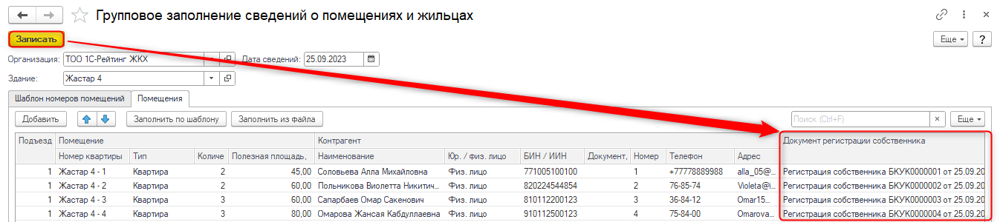 Групповое заполнение сведений о помещениях и жильцах
Записать
Еще
?
Организация: ТОО 1С-Рейтинг ЖКХ Дата сведений: 25.09.2023
Здание: Жастар 4
Шаблон номеров помещений Помещения
Добавить Заполнить по шаблону Заполнить из файла Поиск (Ctrl+F) × Еще
Подъезд Помещение Контрагент Документ регистрации собственника
Номер квартиры Тип Количе Полезная площадь, Наименование Юр. / физ. лицо БИН / ИИН Документ, Номер Телефон Адрес
1 Жастар 4 - 1 Квартира 2 45,00 Соловьева Алла Михайловна Физ. лицо 771005100100 1 +77778889988 alla_05@... Регистрация собственника БКУК0000001 от 25.09.20
1 Жастар 4 - 2 Квартира 2 60,00 Польникова Виолетта Никитич... Физ. лицо 820224544854 2 76-85-74 Violeta@i... Регистрация собственника БКУК0000002 от 25.09.20
1 Жастар 4 - 3 Квартира 3 60,00 Сапарбаев Омар Сакенович Физ. лицо 810112200123 3 36-84-12 Omar15... Регистрация собственника БКУК0000003 от 25.09.20
1 Жастар 4 - 4 Квартира 3 80,00 Омарова Жансая Кабдуллаевна Физ. лицо 910112500123 4 75-84-00 Omarova... Регистрация собственника БКУК0000004 от 25.09.20